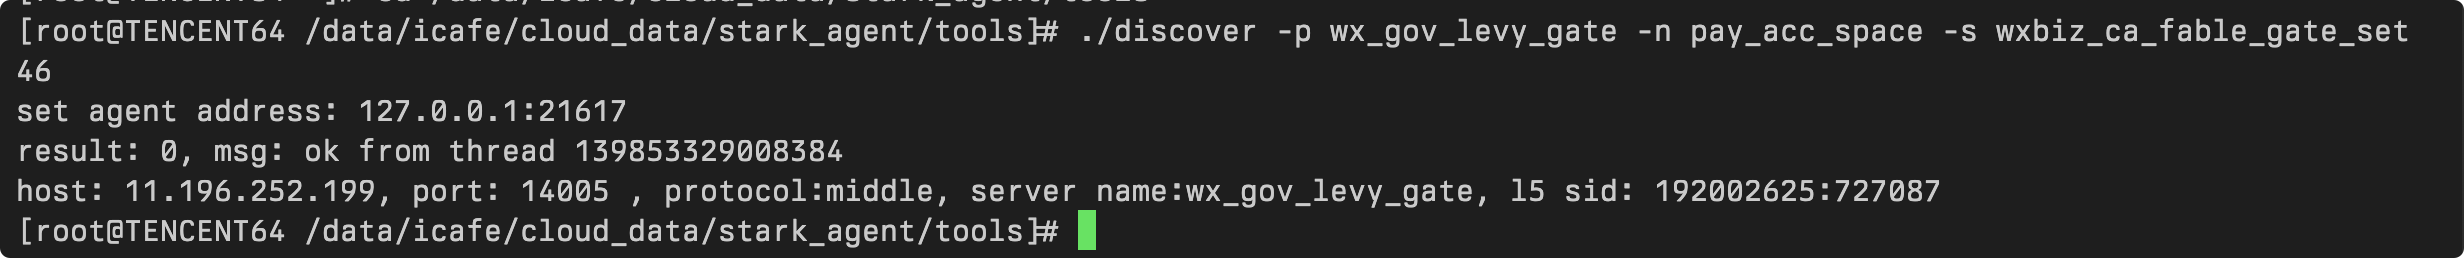 [root@TENCENT64 /data/icafe/cloud_data/stark_agent/tools]# ./discover -p wx_gov_levy_gate -n pay_acc_space -s wxbiz_ca_fable_gate_set
46
set agent address: 127.0.0.1:21617
result: 0, msg: ok from thread 139853329008384
host: 11.196.252.199, port: 14005 , protocol:middle, server name:wx_gov_levy_gate, l5 sid: 192002625:727087
[root@TENCENT64 /data/icafe/cloud_data/stark_agent/tools]#